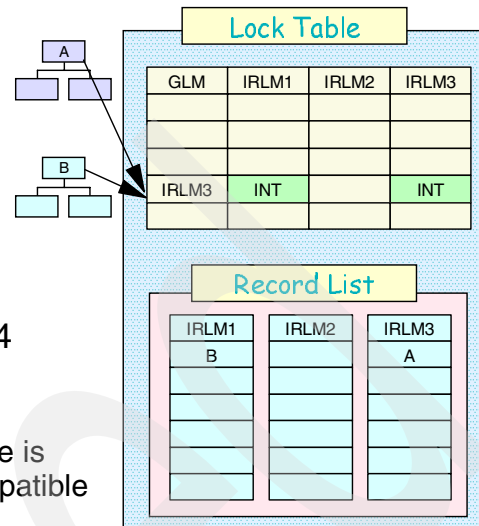 Lock Table
A
GLM IRLM1 IRLM2 IRLM3
B
IRLM3 INT INT
Record List
IRLM1 IRLM2 IRLM3
4
B A
e is
patible